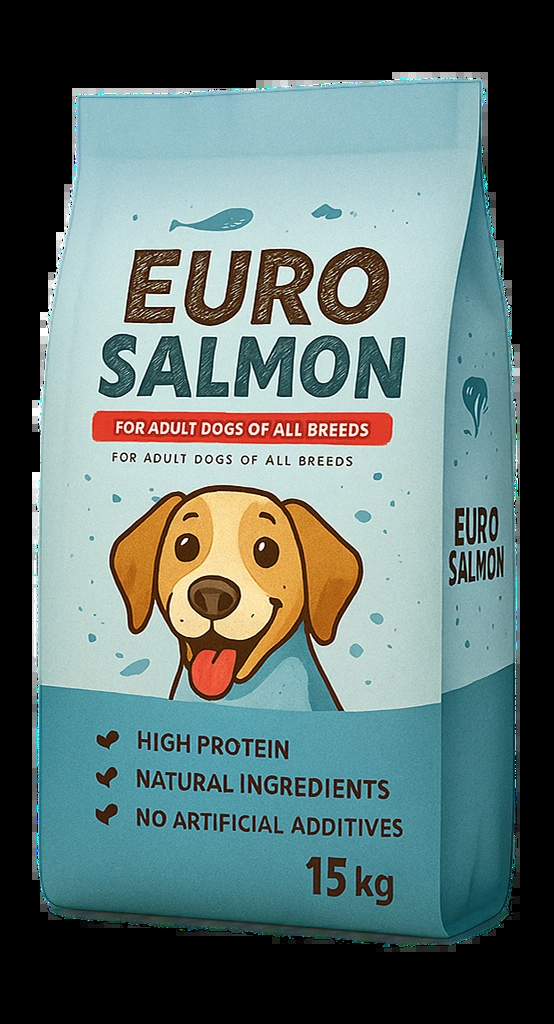 EURO
SALMON
FOR ADULT DOGS OF ALL BREEDS
FOR ADULT DOGS OF ALL BREEDS
HIGH PROTEIN
NATURAL INGREDIENTS
NO ARTIFICIAL ADDITIVES
15 kg
EURO
SALMON